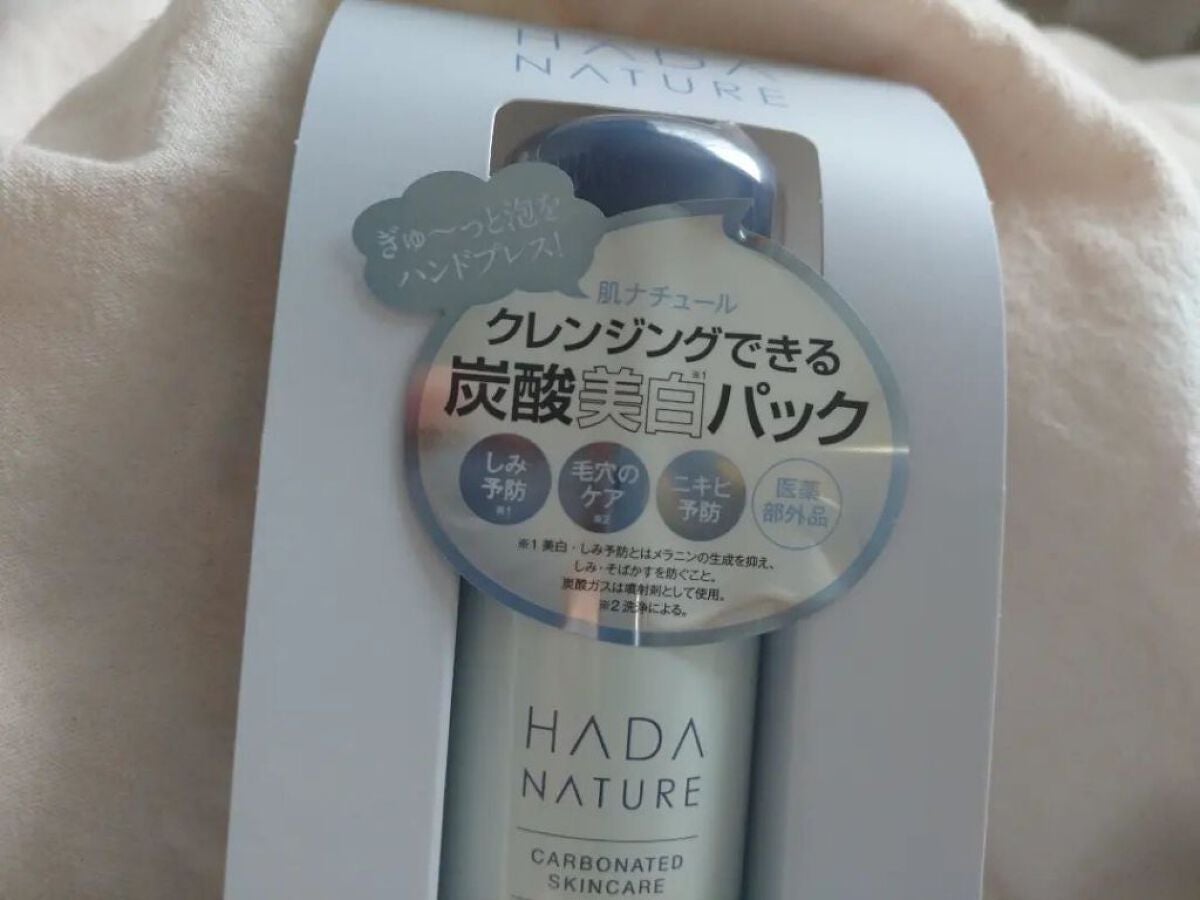 HADA
NATURE
ぎゅ〜っと泡を
ハンドプレス!
肌ナチュール
クレンジングできる
炭酸美白※1パック
しみ
予防
※1
毛穴の
ケア
※2
ニキビ
予防
医薬
部外品
※1 美白・しみ予防とはメラニンの生成を抑え、
しみ・そばかすを防ぐこと。
炭酸ガスは噴射剤として使用。
※2 洗浄による。
HADA
NATURE
CARBONATED
SKINCARE